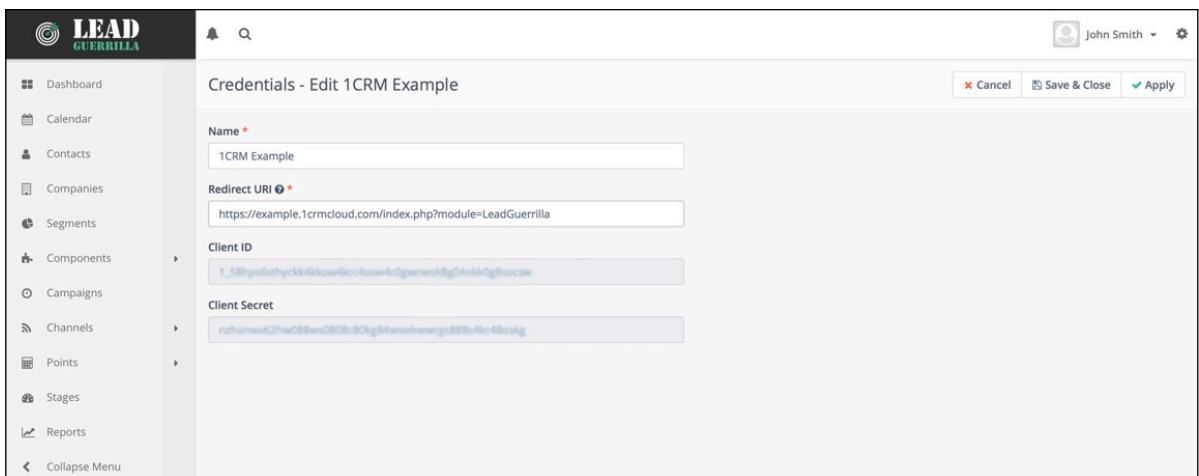 LEAD
GUERRILLA
John Smith
Dashboard
Calendar
Contacts
Companies
Segments
Components
Campaigns
Channels
Points
Stages
Reports
Collapse Menu
Credentials - Edit 1CRM Example
Cancel
Save & Close
Apply
Name *
1CRM Example
Redirect URI *
https://example.1crmcloud.com/index.php?module=LeadGuerrilla
Client ID
Client Secret